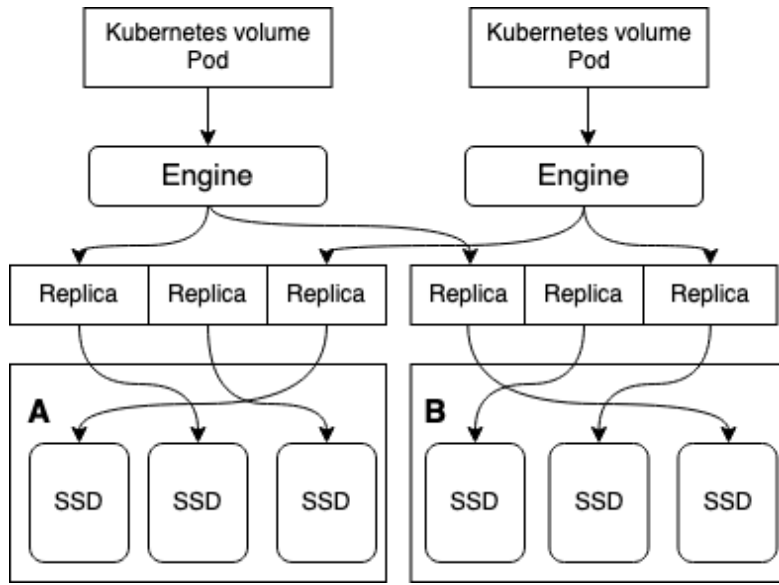 Kubernetes volume
Pod
Kubernetes volume
Pod
Engine
Engine
Replica
Replica
Replica
Replica
Replica
Replica
A
B
SSD
SSD
SSD
SSD
SSD
SSD